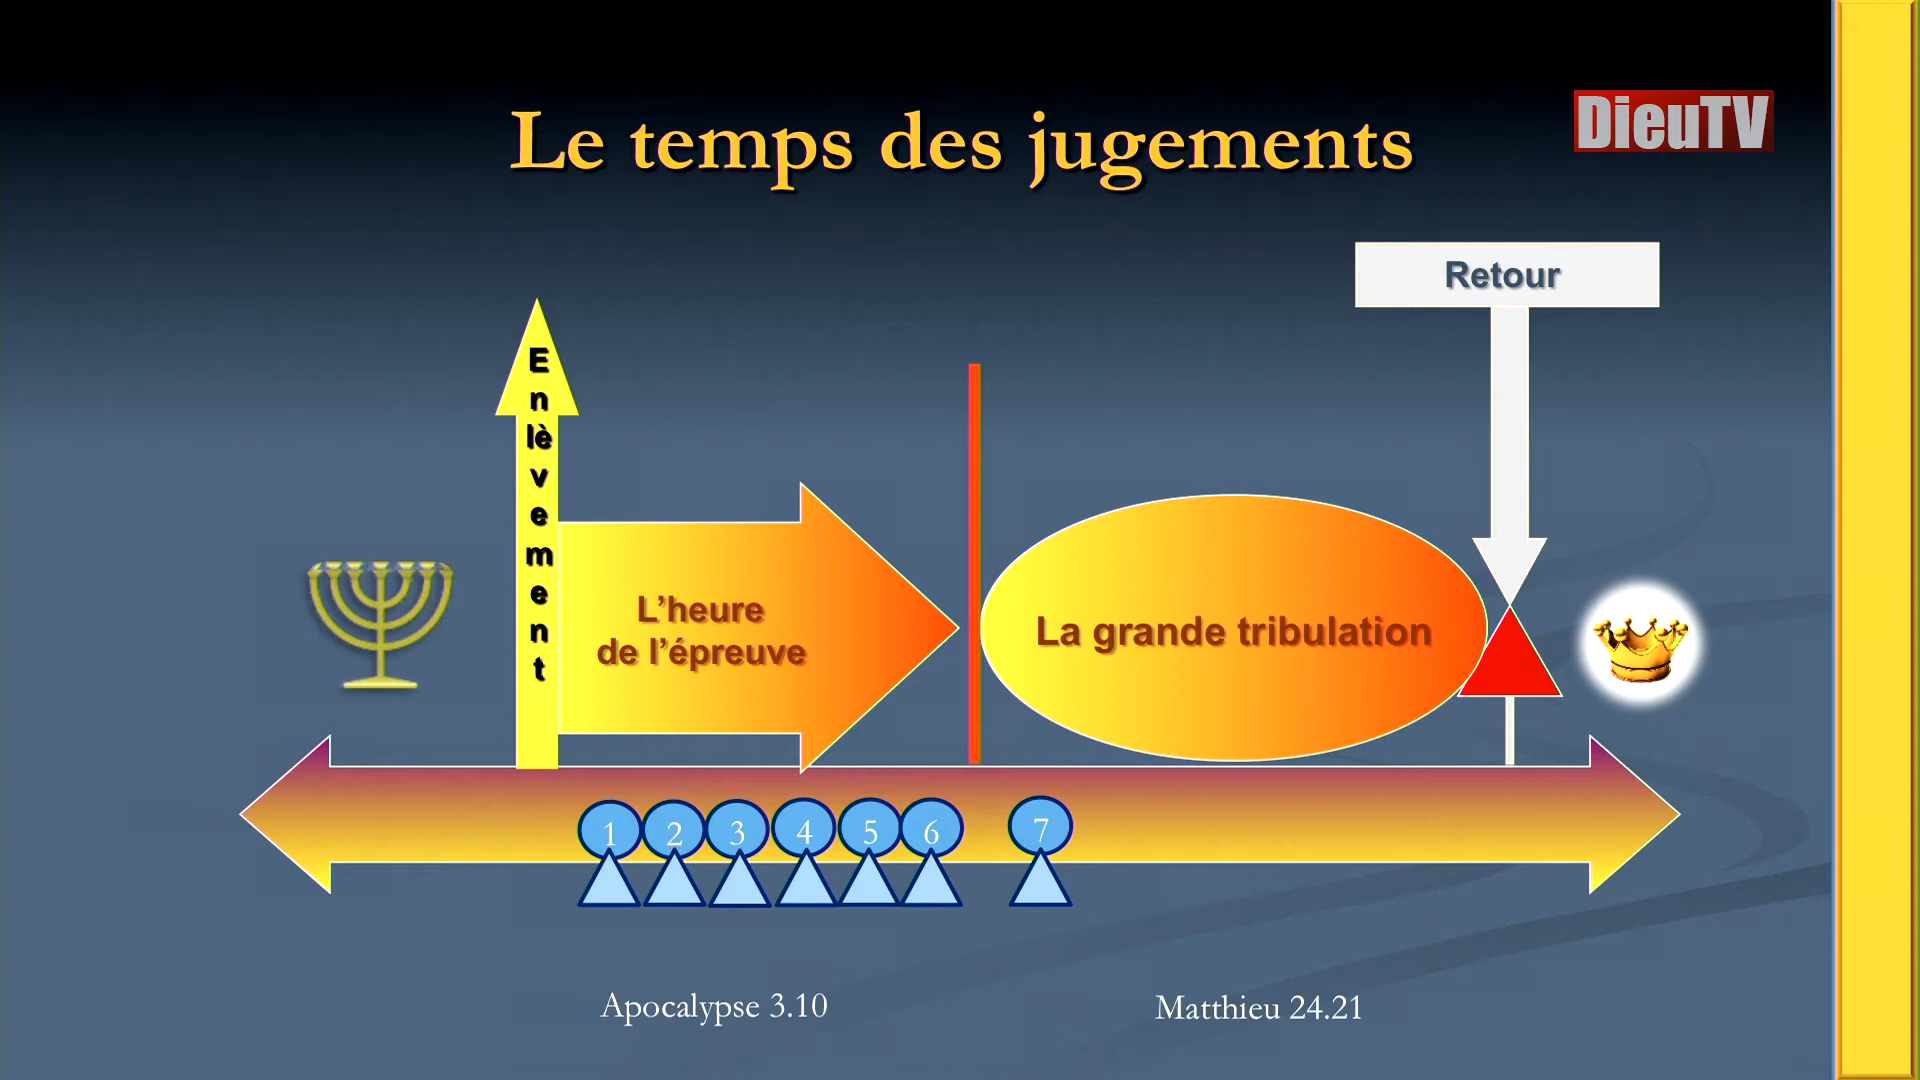 Le temps des jugements
DieuTV
Retour
Enlèvement
L’heure
de l’épreuve
La grande tribulation
1 2 3 4 5 6 7
Apocalypse 3.10
Matthieu 24.21